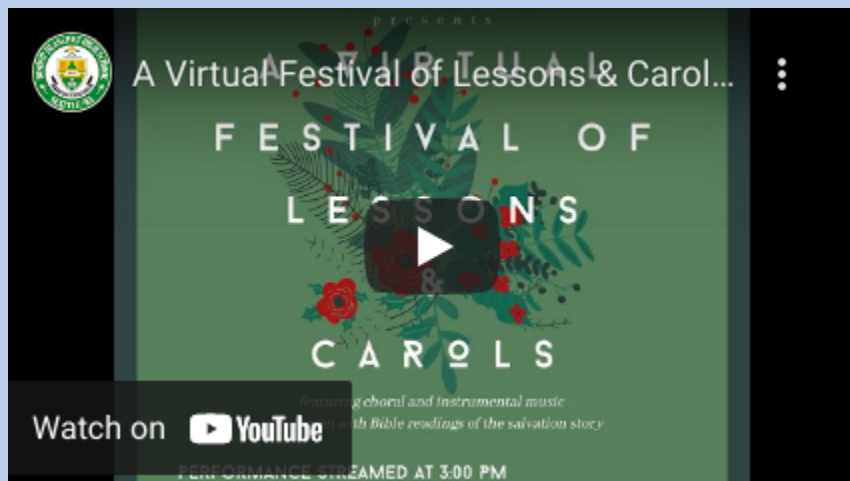 presents
A Virtual Festival of Lessons & Carol...
A VIRTUAL
FESTIVAL OF
LESSONS
&
CAROLS
featuring choral and instrumental music
with Bible readings of the salvation story
Watch on YouTube
PERFORMANCE STREAMED AT 3:00 PM